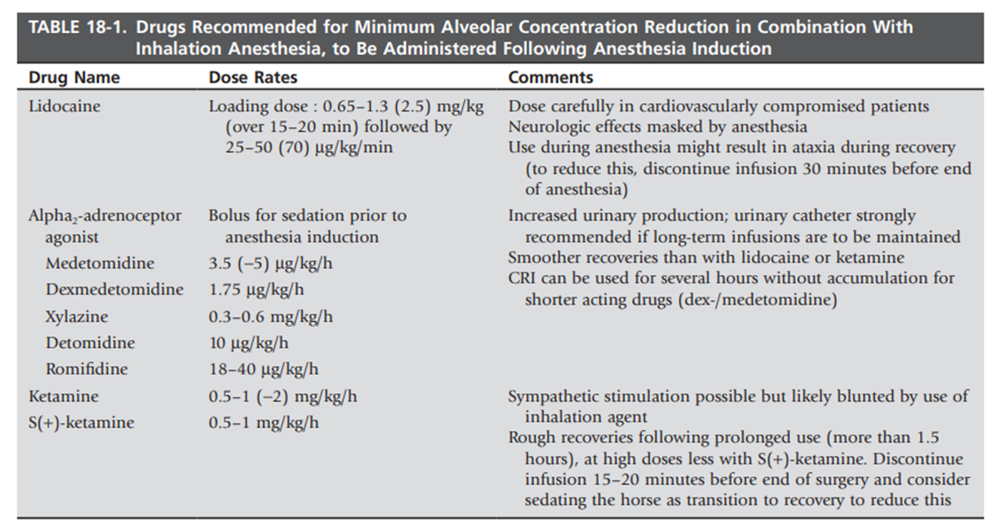 TABLE 18-1. Drugs Recommended for Minimum Alveolar Concentration Reduction in Combination With
Inhalation Anesthesia, to Be Administered Following Anesthesia Induction
Drug Name Dose Rates Comments
Lidocaine Loading dose : 0.65–1.3 (2.5) mg/kg Dose carefully in cardiovascularly compromised patients
(over 15–20 min) followed by Neurologic effects masked by anesthesia
25–50 (70) μg/kg/min Use during anesthesia might result in ataxia during recovery
(to reduce this, discontinue infusion 30 minutes before end
of anesthesia)
Alpha₂-adrenoceptor Bolus for sedation prior to Increased urinary production; urinary catheter strongly
agonist anesthesia induction recommended if long-term infusions are to be maintained
Medetomidine 3.5 (–5) μg/kg/h Smoother recoveries than with lidocaine or ketamine
Dexmedetomidine 1.75 μg/kg/h CRI can be used for several hours without accumulation for
shorter acting drugs (dex-/medetomidine)
Xylazine 0.3–0.6 mg/kg/h
Detomidine 10 μg/kg/h
Romifidine 18–40 μg/kg/h
Ketamine 0.5–1 (–2) mg/kg/h Sympathetic stimulation possible but likely blunted by use of
inhalation agent
S(+)-ketamine 0.5–1 mg/kg/h
Rough recoveries following prolonged use (more than 1.5
hours), at high doses less with S(+)-ketamine. Discontinue
infusion 15–20 minutes before end of surgery and consider
sedating the horse as transition to recovery to reduce this